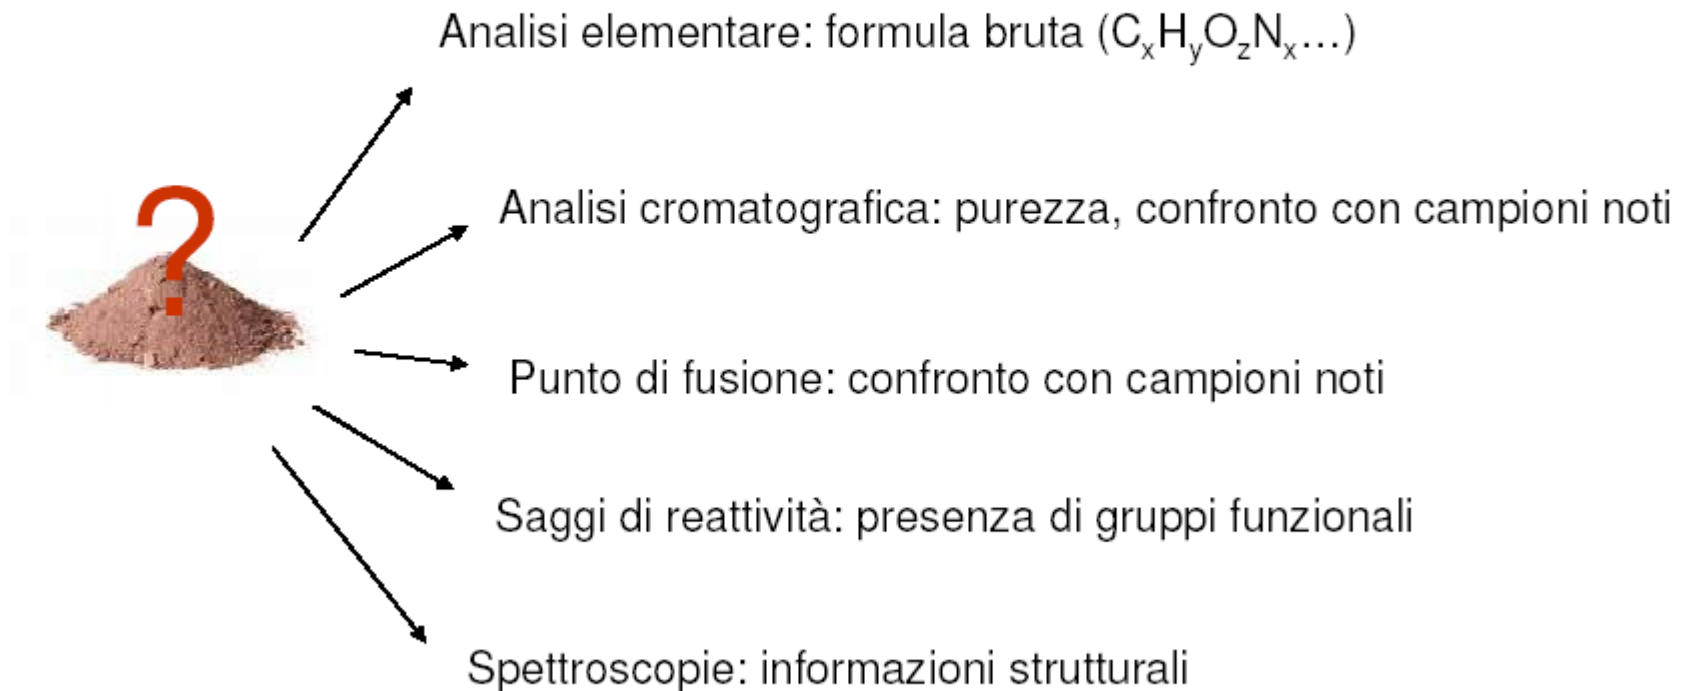 Analisi elementare: formula bruta (CxHyOzNx...)
?
Analisi cromatografica: purezza, confronto con campioni noti
Punto di fusione: confronto con campioni noti
Saggi di reattività: presenza di gruppi funzionali
Spettroscopie: informazioni strutturali